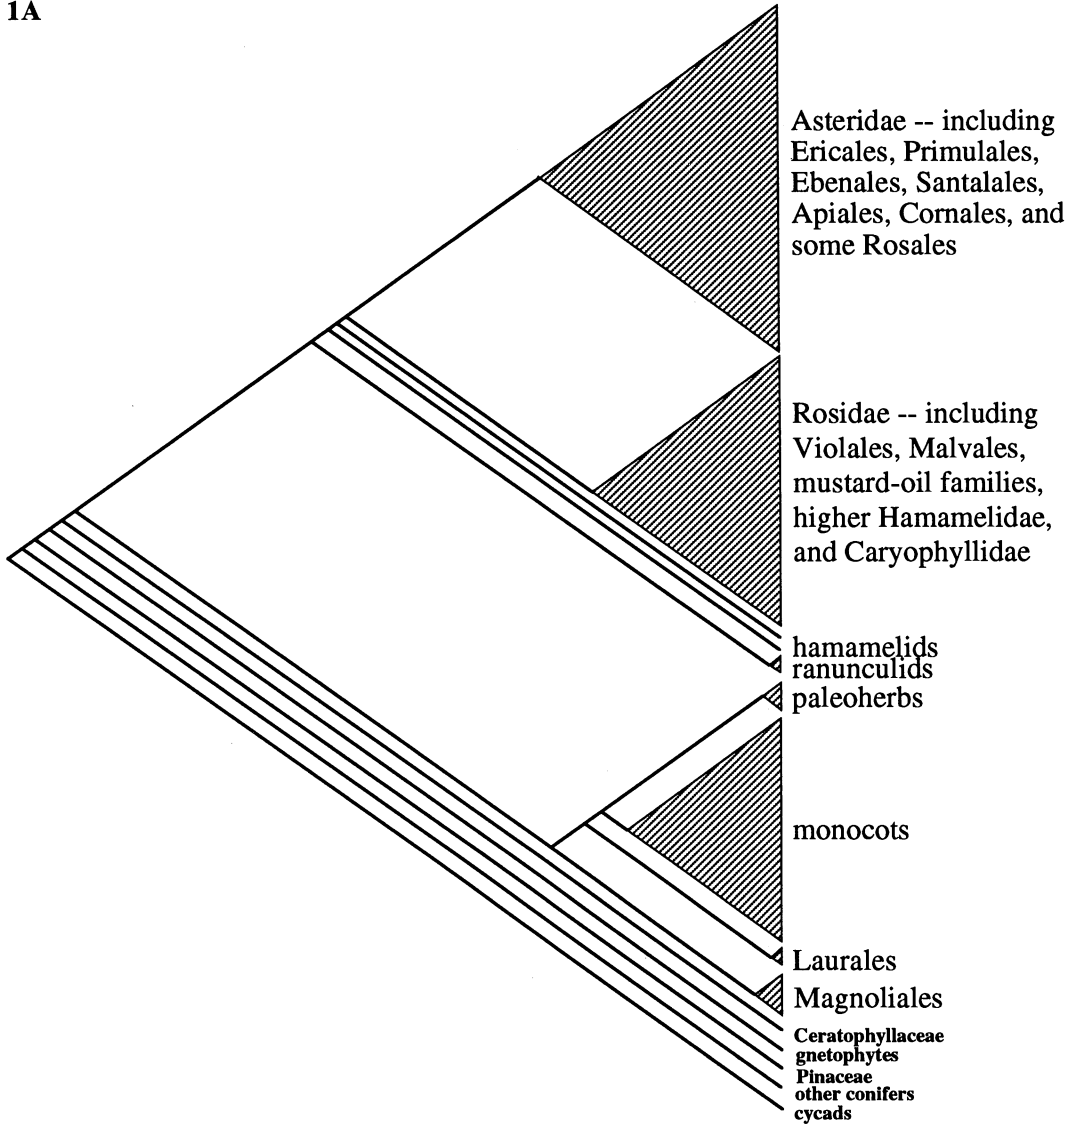 1A
Asteridae -- including
Ericales, Primulales,
Ebenales, Santalales,
Apiales, Cornales, and
some Rosales
Rosidae -- including
Violales, Malvales,
mustard-oil families,
higher Hamamelidae,
and Caryophyllidae
hamamelids
ranunculids
paleoherbs
monocots
Laurales
Magnoliales
Ceratophyllaceae
gnetophytes
Pinaceae
other conifers
cycads